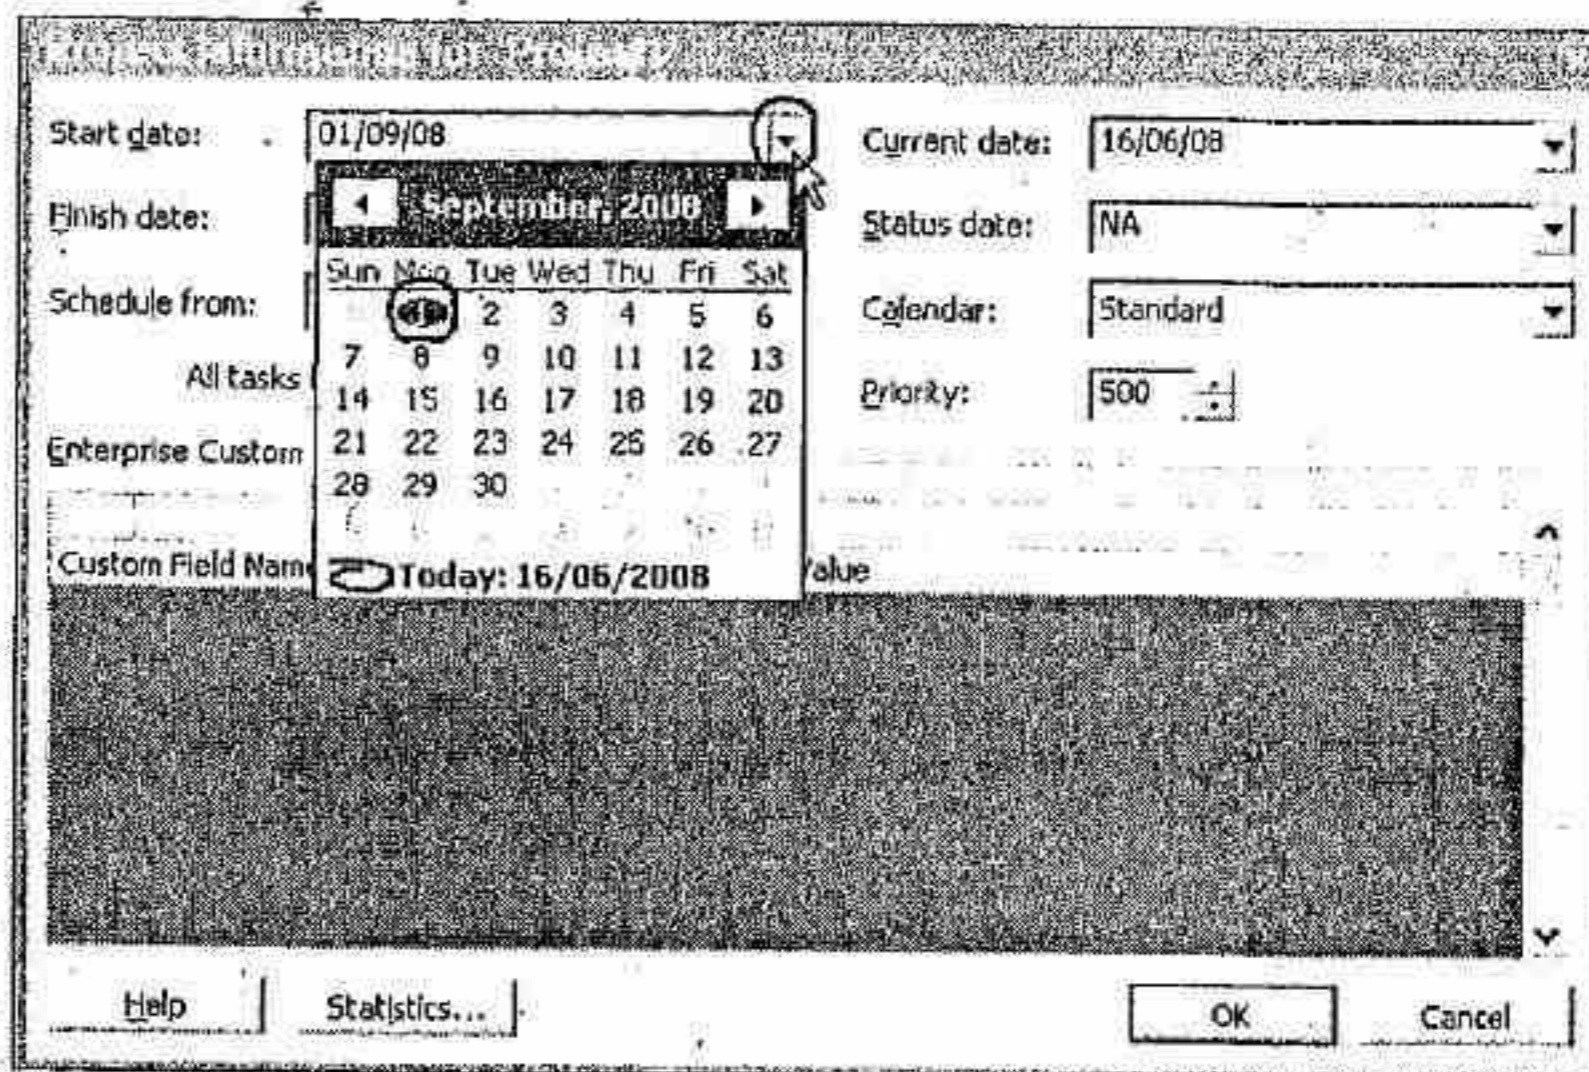 Project Information for
Start date: 01/09/08
Current date: 16/06/08
Finish date:
Status date: NA
Schedule from:
Calendar: Standard
All tasks
Priority: 500
Enterprise Custom
September, 2008
Sun Mon Tue Wed Thu Fri Sat
2 3 4 5 6
7 8 9 10 11 12 13
14 15 16 17 18 19 20
21 22 23 24 25 26 27
28 29 30
Today: 16/06/2008
Custom Field Name
Value
Help Statistics... OK Cancel